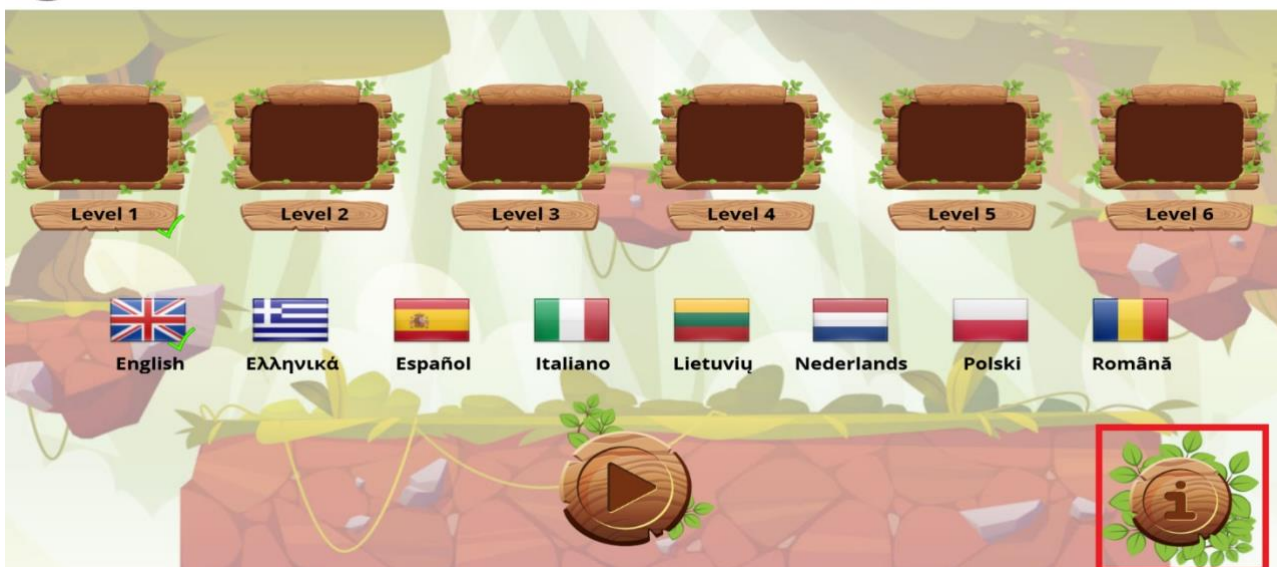 Level 1 Level 2 Level 3 Level 4 Level 5 Level 6
English Ελληνικά Español Italiano Lietuvių Nederlands Polski Română
i